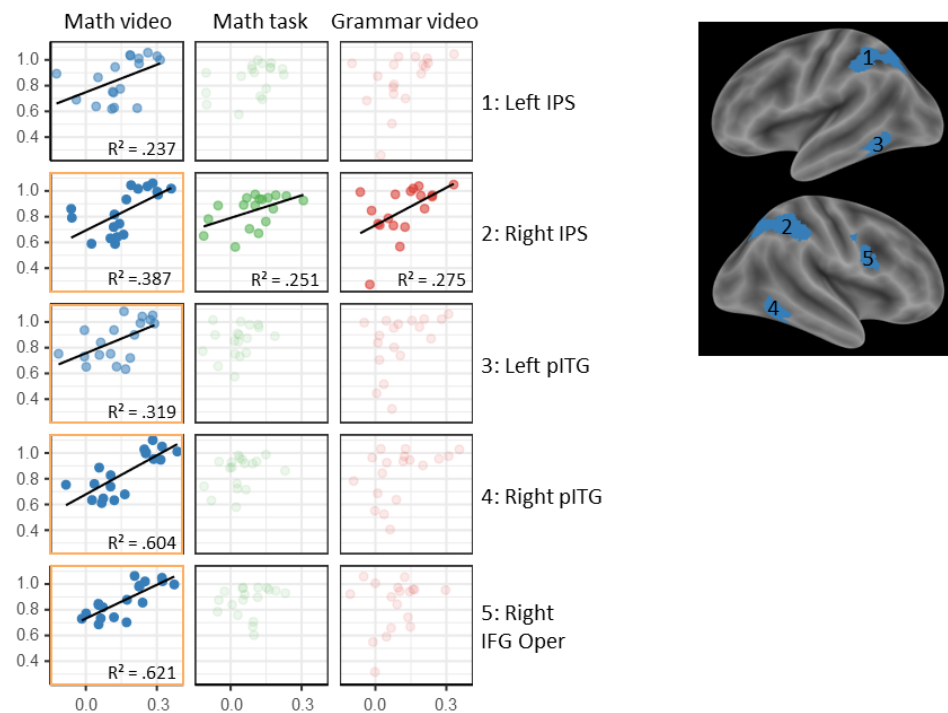 Math video Math task Grammar video
1.0
0.8
0.6
0.4
R² = .237
1: Left IPS
1.0
0.8
0.6
0.4
R² =.387
R² = .251
R² = .275
2: Right IPS
1.0
0.8
0.6
0.4
R² = .319
3: Left pITG
1.0
0.8
0.6
0.4
R² = .604
4: Right pITG
1.0
0.8
0.6
0.4
R² = .621
5: Right
IFG Oper
0.0 0.3 0.0 0.3 0.0 0.3
1
3
2
5
4